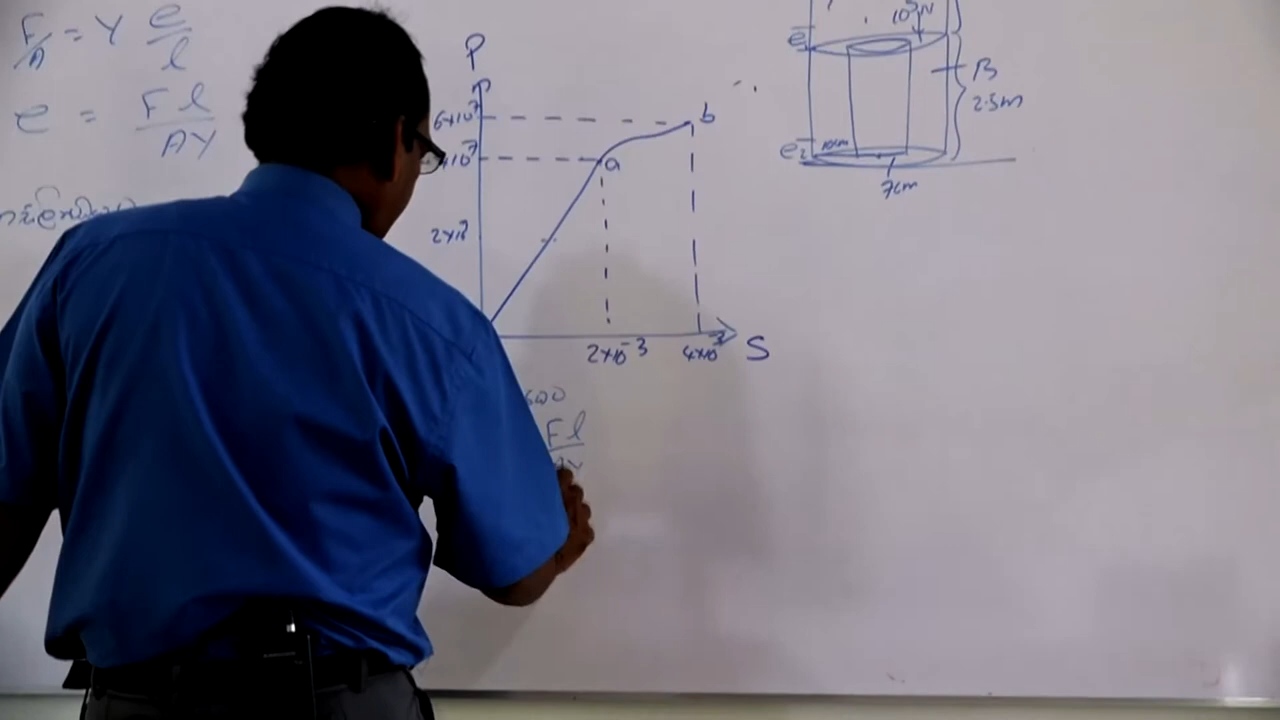 F/A = Y e/l
e = Fl/AY
P
6×10⁷
4×10⁷
2×10⁷
a
b
2×10⁻³
4×10⁻³
S
Fl
AY
10⁵N
B
2.5m
e₂
10cm
7cm